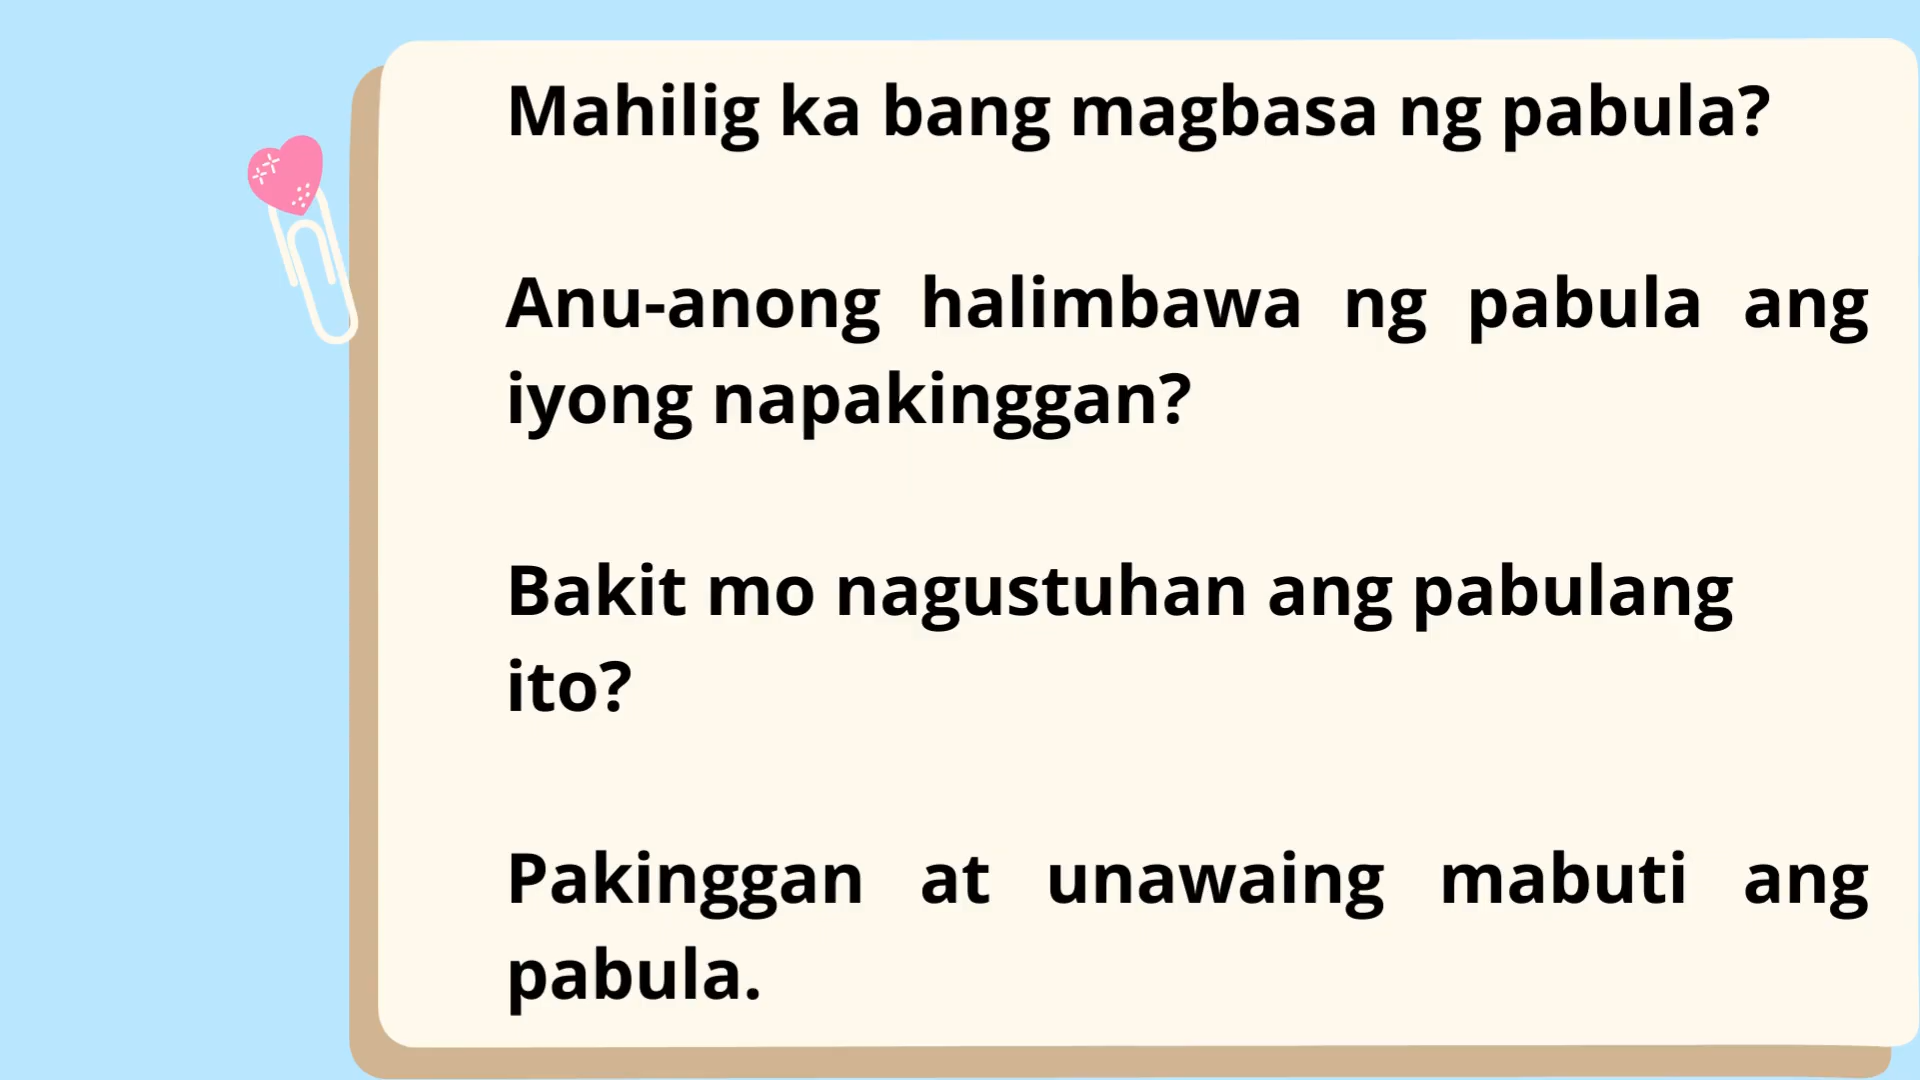 Mahilig ka bang magbasa ng pabula?
Anu-anong halimbawa ng pabula ang
iyong napakinggan?
Bakit mo nagustuhan ang pabulang
ito?
Pakinggan at unawaing mabuti ang
pabula.